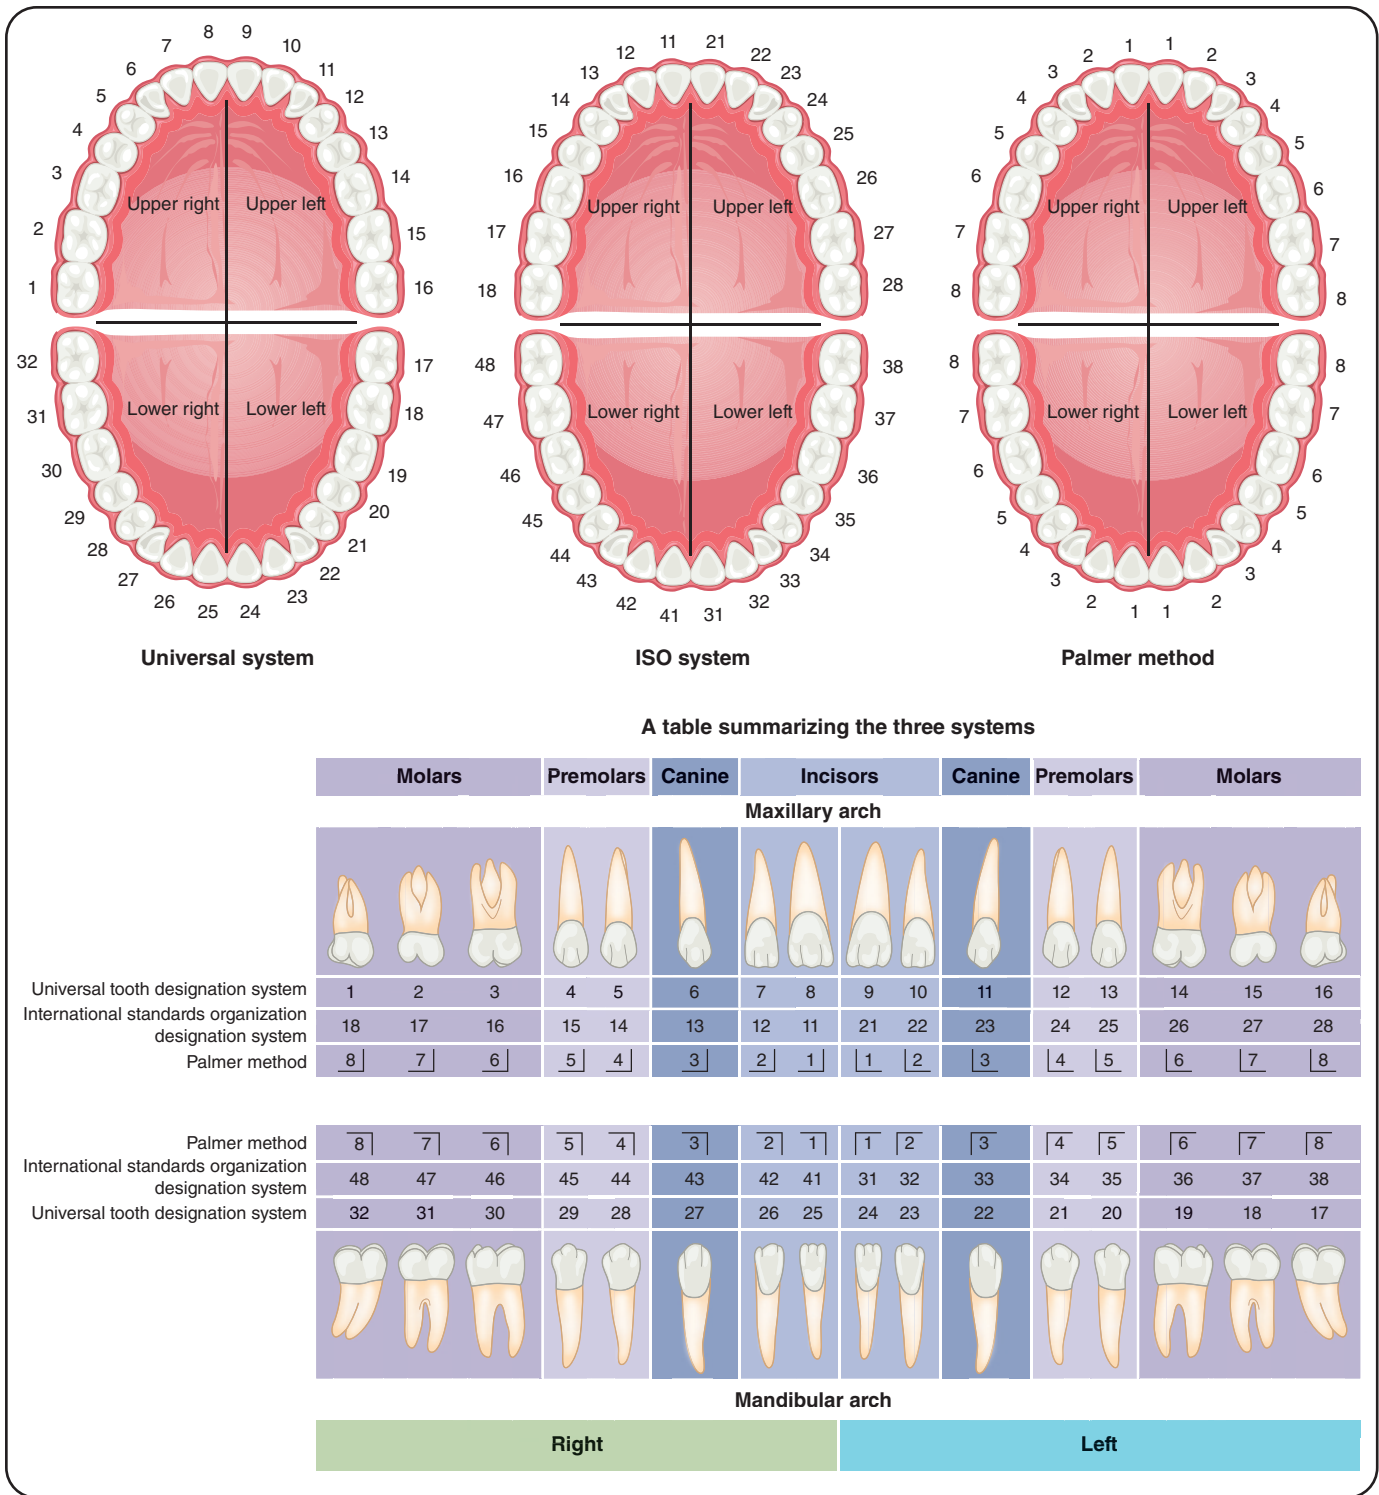 7 8 9 10
6 11
5 12
4 13
3 14
2 15
1 16
Upper right Upper left
32 17
31 18
30 19
29 20
28 21
27 22
26 25 24 23
Lower right Lower left
Universal system
12 11 21 22
13 23
14 24
15 25
16 26
17 27
18 28
Upper right Upper left
48 38
47 37
46 36
45 35
44 34
43 33
42 41 31 32
Lower right Lower left
ISO system
2 1 1 2
3 3
4 4
5 5
6 6
7 7
8 8
Upper right Upper left
8 8
7 7
6 6
5 5
4 4
3 3
2 1 1 2
Lower right Lower left
Palmer method
A table summarizing the three systems
Molars Premolars Canine Incisors Canine Premolars Molars
Maxillary arch
Universal tooth designation system 1 2 3 4 5 6 7 8 9 10 11 12 13 14 15 16
International standards organization
designation system 18 17 16 15 14 13 12 11 21 22 23 24 25 26 27 28
Palmer method 8 7 6 5 4 3 2 1 1 2 3 4 5 6 7 8
Palmer method 8 7 6 5 4 3 2 1 1 2 3 4 5 6 7 8
International standards organization
designation system 48 47 46 45 44 43 42 41 31 32 33 34 35 36 37 38
Universal tooth designation system 32 31 30 29 28 27 26 25 24 23 22 21 20 19 18 17
Mandibular arch
Right Left